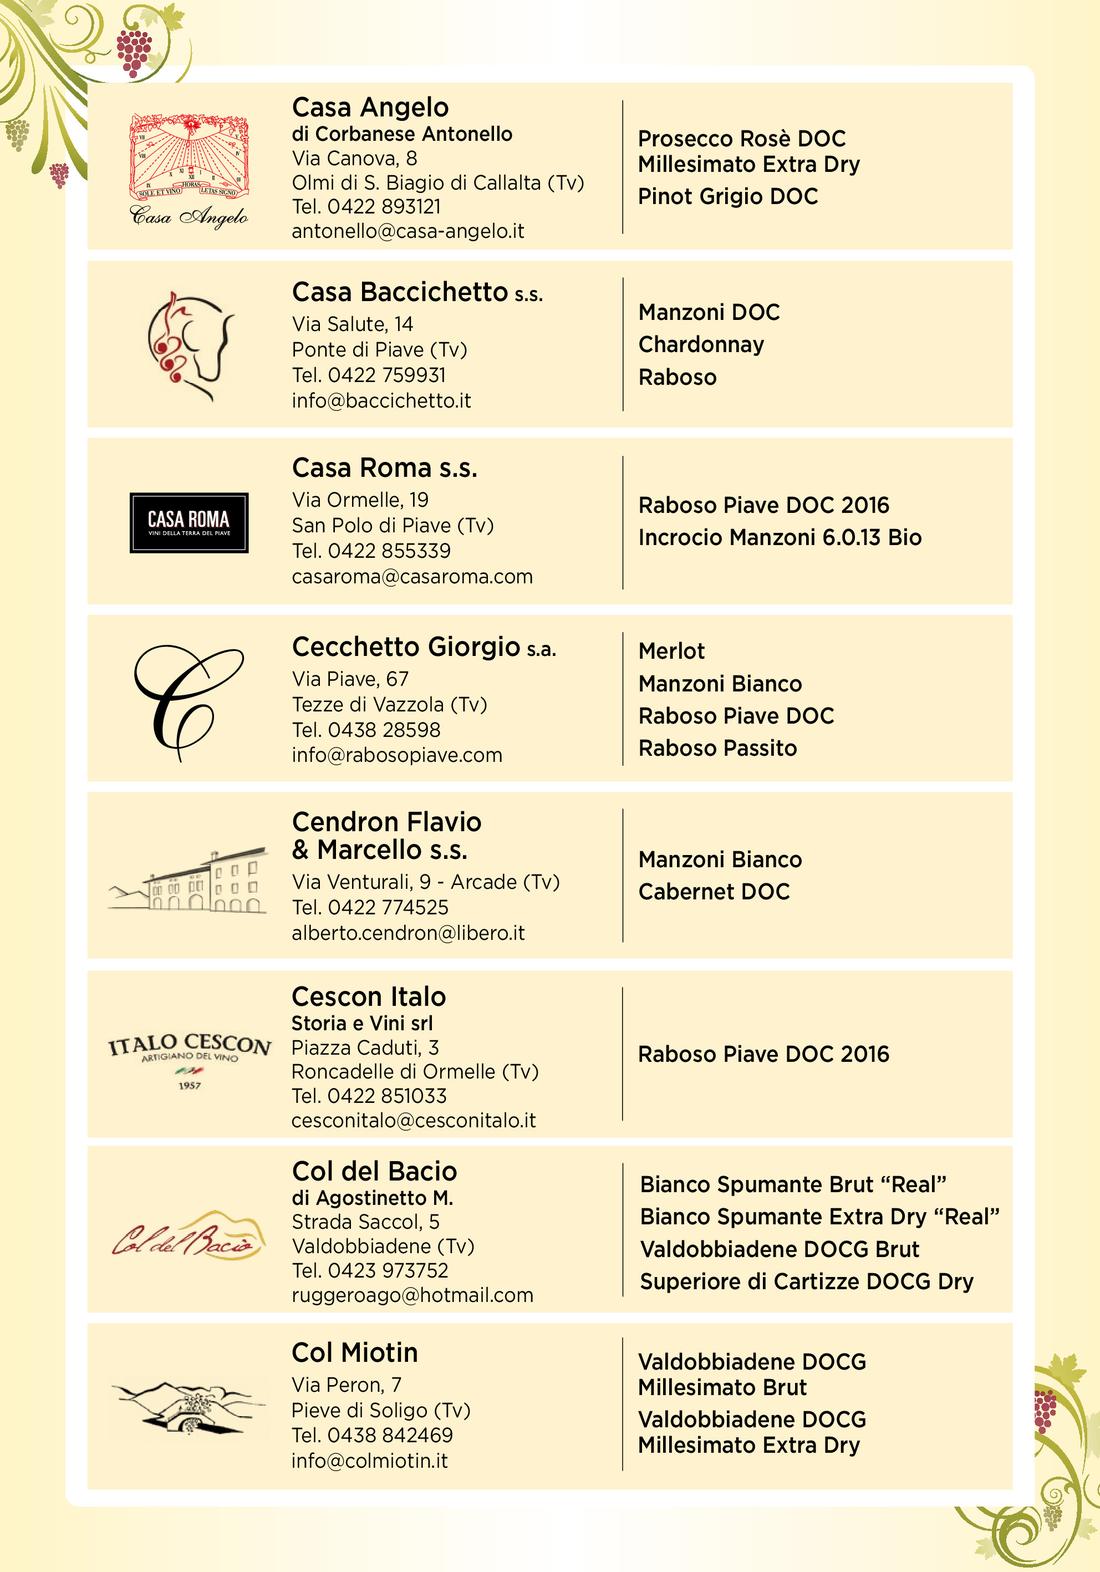 Casa Angelo
di Corbanese Antonello
Via Canova, 8
Olmi di S. Biagio di Callalta (Tv)
Tel. 0422 893121
antonello@casa-angelo.it
Prosecco Rosè DOC
Millesimato Extra Dry
Pinot Grigio DOC
SOLE ET VINO HORAS LETAS SIGNO
Casa Angelo
Casa Baccichetto s.s.
Via Salute, 14
Ponte di Piave (Tv)
Tel. 0422 759931
info@baccichetto.it
Manzoni DOC
Chardonnay
Raboso
CASA ROMA
VINI DELLA TERRA DEL PIAVE
Casa Roma s.s.
Via Ormelle, 19
San Polo di Piave (Tv)
Tel. 0422 855339
casaroma@casaroma.com
Raboso Piave DOC 2016
Incrocio Manzoni 6.0.13 Bio
C
Cecchetto Giorgio s.a.
Via Piave, 67
Tezze di Vazzola (Tv)
Tel. 0438 28598
info@rabosopiave.com
Merlot
Manzoni Bianco
Raboso Piave DOC
Raboso Passito
Cendron Flavio
& Marcello s.s.
Via Venturali, 9 - Arcade (Tv)
Tel. 0422 774525
alberto.cendron@libero.it
Manzoni Bianco
Cabernet DOC
ITALO CESCON
ARTIGIANO DEL VINO
1957
Cescon Italo
Storia e Vini srl
Piazza Caduti, 3
Roncadelle di Ormelle (Tv)
Tel. 0422 851033
cesconitalo@cesconitalo.it
Raboso Piave DOC 2016
Col del Bacio
Col del Bacio
di Agostinetto M.
Strada Saccol, 5
Valdobbiadene (Tv)
Tel. 0423 973752
ruggeroago@hotmail.com
Bianco Spumante Brut “Real”
Bianco Spumante Extra Dry “Real”
Valdobbiadene DOCG Brut
Superiore di Cartizze DOCG Dry
Col Miotin
Via Peron, 7
Pieve di Soligo (Tv)
Tel. 0438 842469
info@colmiotin.it
Valdobbiadene DOCG
Millesimato Brut
Valdobbiadene DOCG
Millesimato Extra Dry